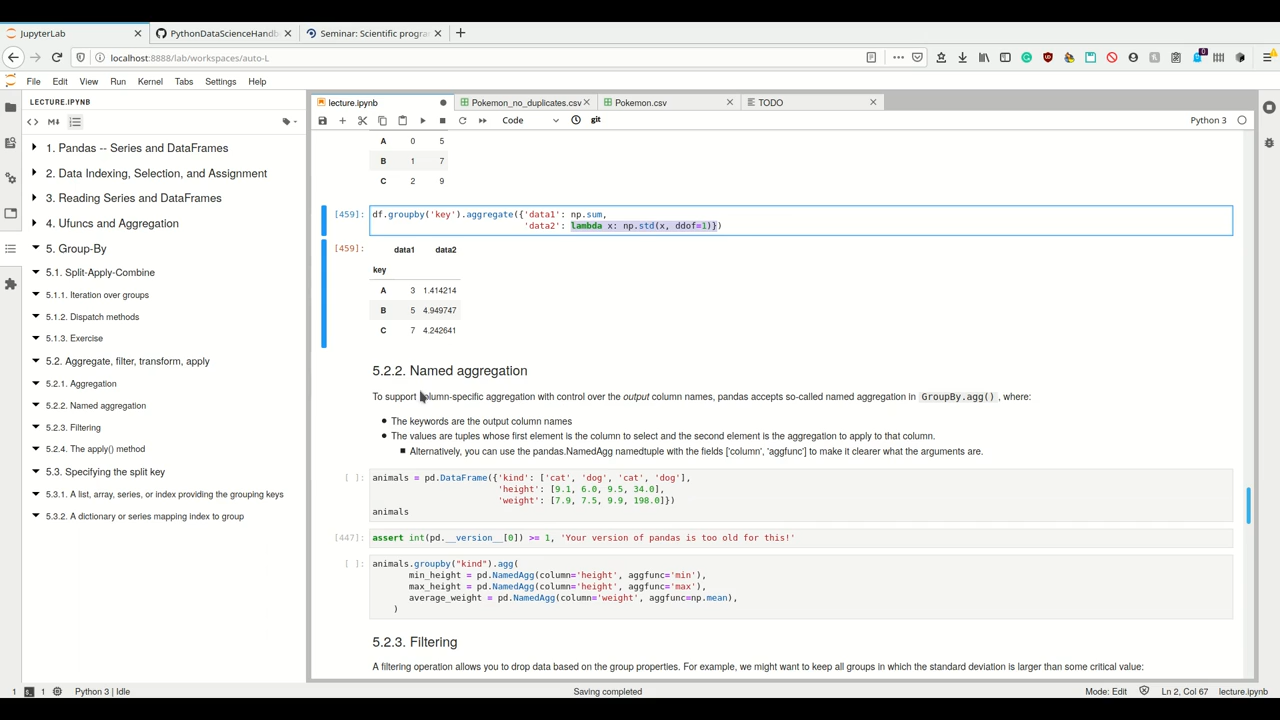 JupyterLab
PythonDataScienceHandb
Seminar: Scientific progra
localhost:8888/lab/workspaces/auto-L
File Edit View Run Kernel Tabs Settings Help
LECTURE.IPYNB
1. Pandas -- Series and DataFrames
2. Data Indexing, Selection, and Assignment
3. Reading Series and DataFrames
4. Ufuncs and Aggregation
5. Group-By
5.1. Split-Apply-Combine
5.1.1. Iteration over groups
5.1.2. Dispatch methods
5.1.3. Exercise
5.2. Aggregate, filter, transform, apply
5.2.1. Aggregation
5.2.2. Named aggregation
5.2.3. Filtering
5.2.4. The apply() method
5.3. Specifying the split key
5.3.1. A list, array, series, or index providing the grouping keys
5.3.2. A dictionary or series mapping index to group
lecture.ipynb
Pokemon_no_duplicates.csv
Pokemon.csv
TODO
Code
git
Python 3
A 0 5
B 1 7
C 2 9
[459]: df.groupby('key').aggregate({'data1': np.sum,
'data2': lambda x: np.std(x, ddof=1)})
[459]: data1 data2
key
A 3 1.414214
B 5 4.949747
C 7 4.242641
5.2.2. Named aggregation
To support column-specific aggregation with control over the output column names, pandas accepts so-called named aggregation in GroupBy.agg() , where:
The keywords are the output column names
The values are tuples whose first element is the column to select and the second element is the aggregation to apply to that column.
Alternatively, you can use the pandas.NamedAgg namedtuple with the fields ['column', 'aggfunc'] to make it clearer what the arguments are.
[ ]: animals = pd.DataFrame({'kind': ['cat', 'dog', 'cat', 'dog'],
'height': [9.1, 6.0, 9.5, 34.0],
'weight': [7.9, 7.5, 9.9, 198.0]})
animals
[447]: assert int(pd.__version__[0]) >= 1, 'Your version of pandas is too old for this!'
[ ]: animals.groupby("kind").agg(
min_height = pd.NamedAgg(column='height', aggfunc='min'),
max_height = pd.NamedAgg(column='height', aggfunc='max'),
average_weight = pd.NamedAgg(column='weight', aggfunc=np.mean),
)
5.2.3. Filtering
A filtering operation allows you to drop data based on the group properties. For example, we might want to keep all groups in which the standard deviation is larger than some critical value:
1 1 Python 3 | Idle
Saving completed
Mode: Edit
Ln 2, Col 67 lecture.ipynb